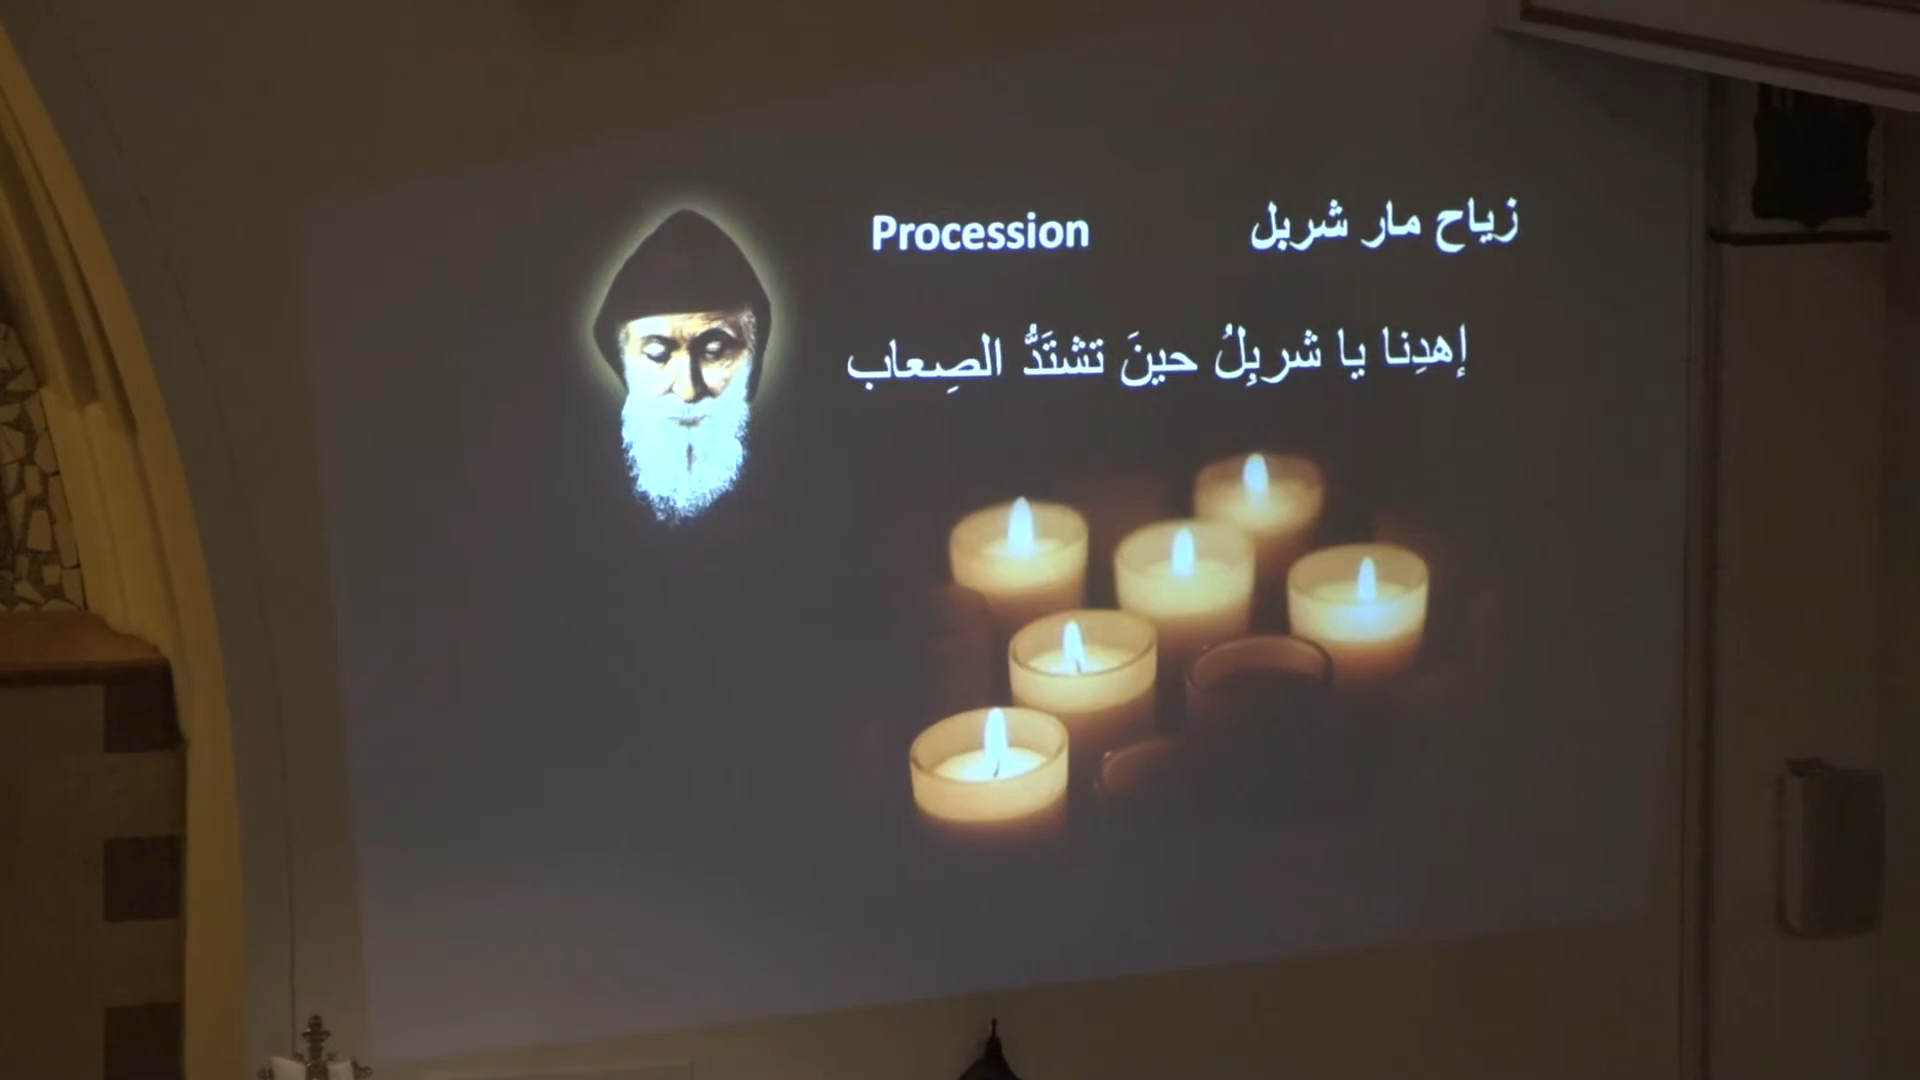 Procession زياح مار شربل
إهدِنا يا شربِلُ حينَ تشتَدُّ الصِعاب